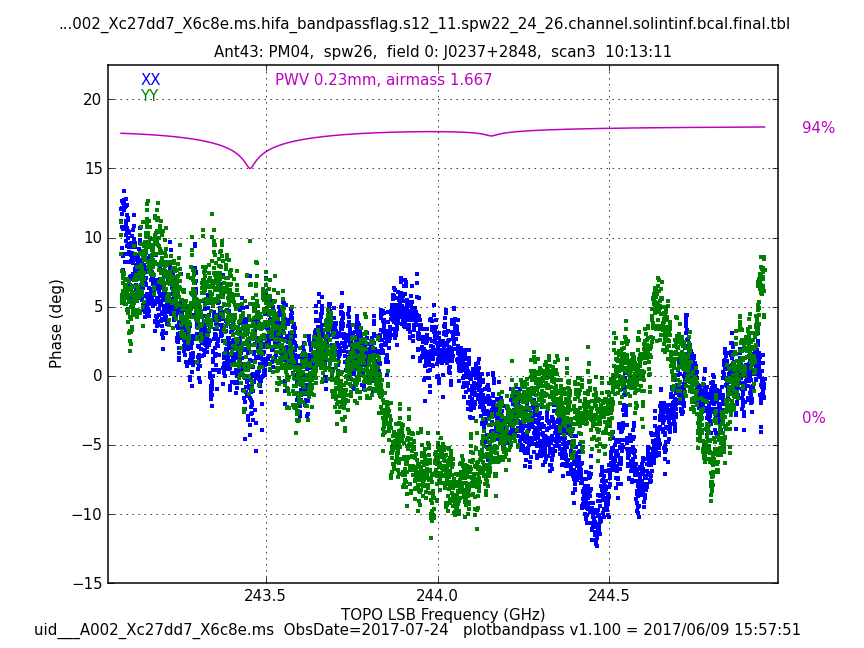 ...002_Xc27dd7_X6c8e.ms.hifa_bandpassflag.s12_11.spw22_24_26.channel.solintinf.bcal.final.tbl
Ant43: PM04, spw26, field 0: J0237+2848, scan3 10:13:11
XX
PWV 0.23mm, airmass 1.667
YY
94%
0%
20
15
10
5
0
−5
−10
−15
Phase (deg)
243.5
244.0
244.5
TOPO LSB Frequency (GHz)
uid___A002_Xc27dd7_X6c8e.ms ObsDate=2017-07-24 plotbandpass v1.100 = 2017/06/09 15:57:51